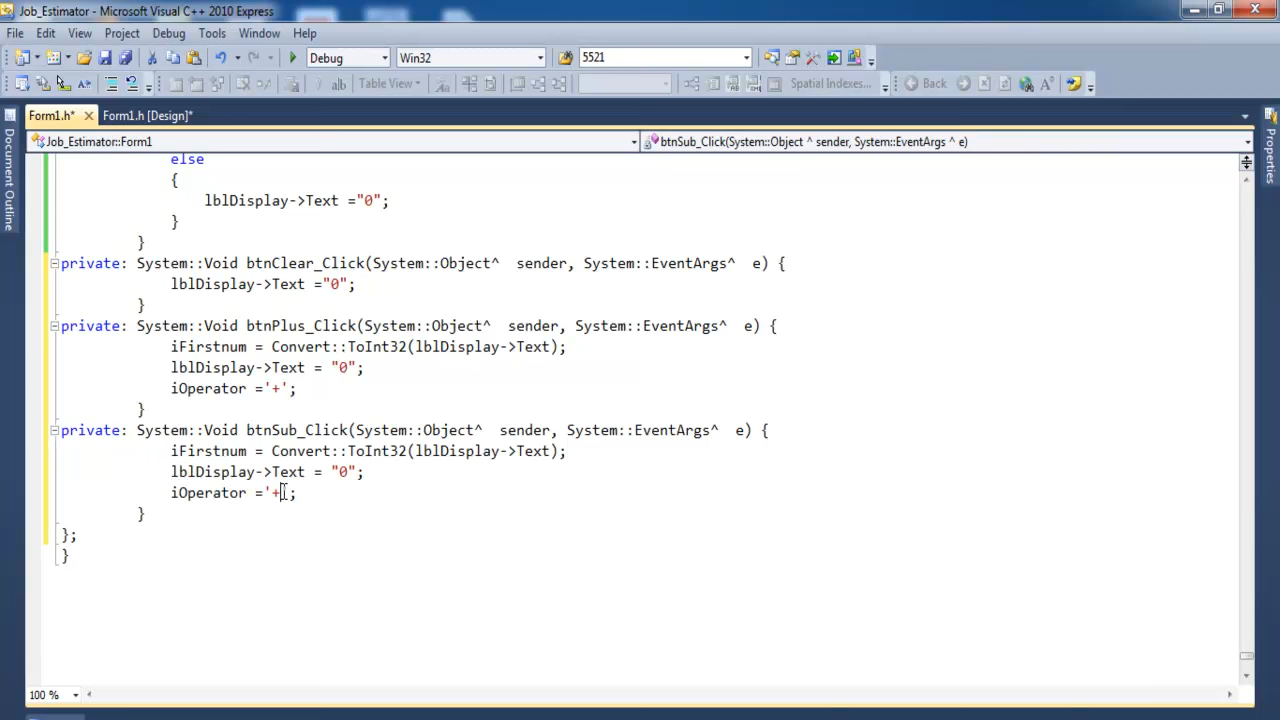 Job_Estimator - Microsoft Visual C++ 2010 Express
File Edit View Project Debug Tools Window Help
Debug Win32 5521
Table View Spatial Indexes... Back
Form1.h* Form1.h [Design]*
Job_Estimator::Form1 btnSub_Click(System::Object ^ sender, System::EventArgs ^ e)
Document Outline
Properties
else
{
lblDisplay->Text ="0";
}
}
private: System::Void btnClear_Click(System::Object^  sender, System::EventArgs^  e) {
lblDisplay->Text ="0";
}
private: System::Void btnPlus_Click(System::Object^  sender, System::EventArgs^  e) {
iFirstnum = Convert::ToInt32(lblDisplay->Text);
lblDisplay->Text = "0";
iOperator ='+';
}
private: System::Void btnSub_Click(System::Object^  sender, System::EventArgs^  e) {
iFirstnum = Convert::ToInt32(lblDisplay->Text);
lblDisplay->Text = "0";
iOperator ='+';
}
};
}
100 %